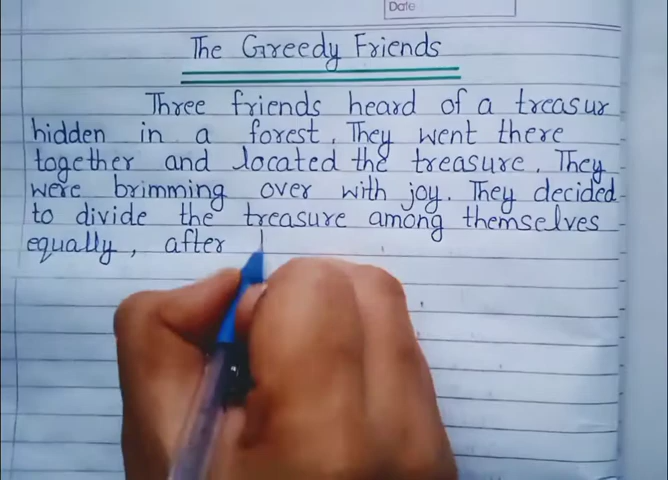 Date
The Greedy Friends
Three friends heard of a treasur
hidden in a forest. They went there
together and located the treasure. They
were brimming over with joy. They decided
to divide the treasure among themselves
equally, after